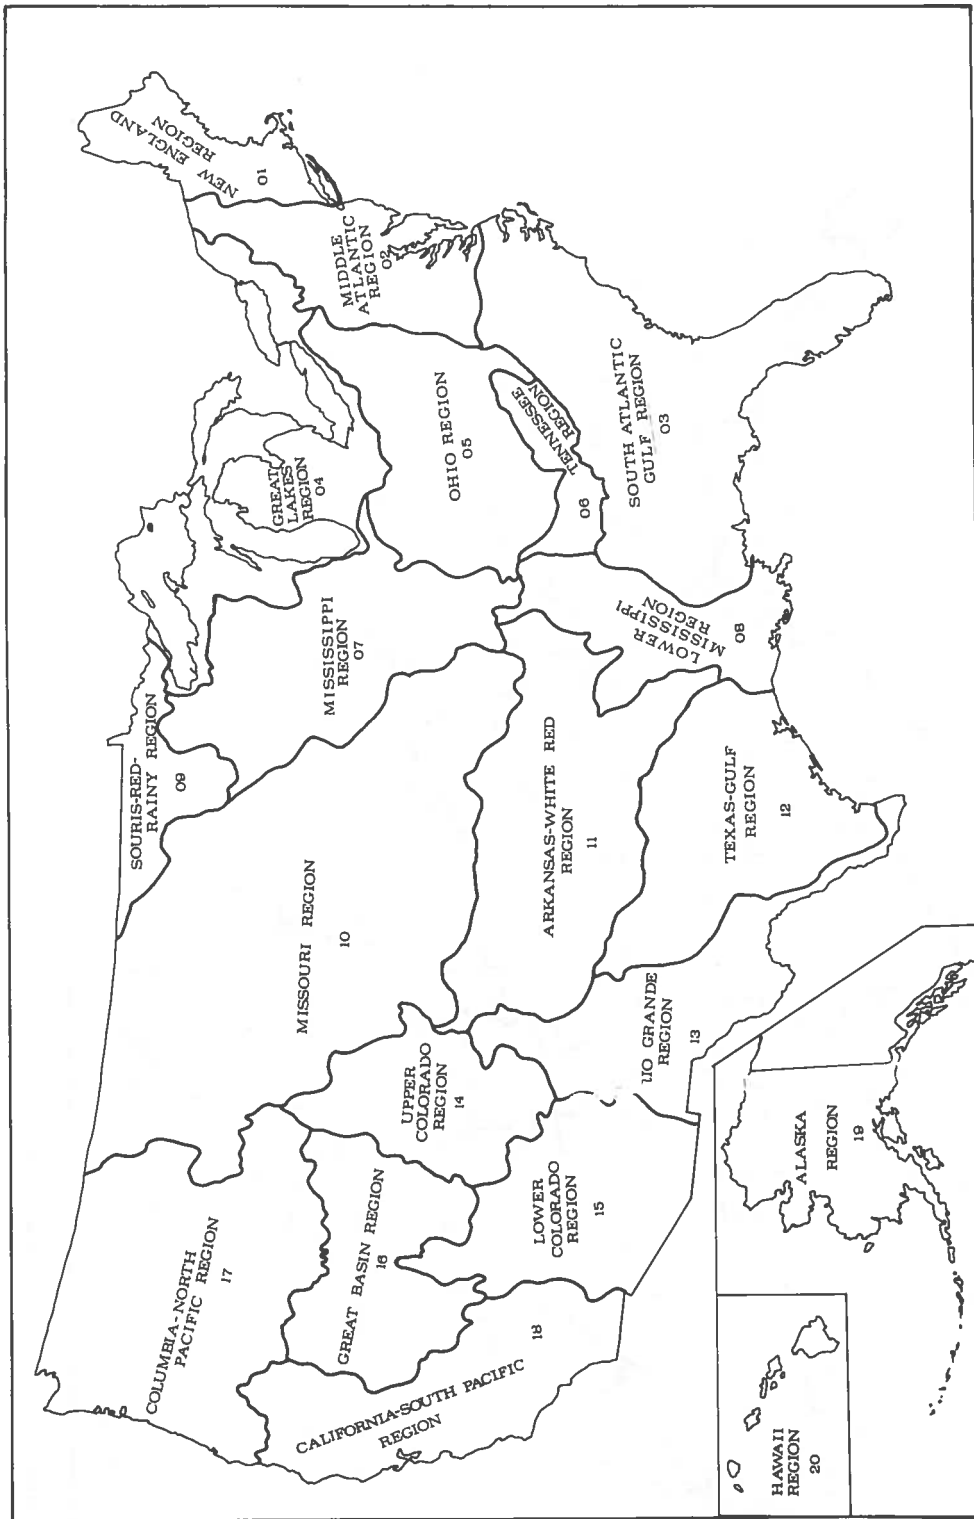 NEW ENGLAND
REGION
01
MIDDLE
ATLANTIC
REGION
02
SOUTH ATLANTIC
GULF REGION
03
GREAT
LAKES
REGION
04
OHIO REGION
05
TENNESSEE
REGION
06
MISSISSIPPI
REGION
07
LOWER
MISSISSIPPI
REGION
08
SOURIS-RED-
RAINY REGION
09
MISSOURI REGION
10
ARKANSAS-WHITE RED
REGION
11
TEXAS-GULF
REGION
12
UO GRANDE
REGION
13
UPPER
COLORADO
REGION
14
LOWER
COLORADO
REGION
15
GREAT BASIN REGION
16
COLUMBIA-NORTH
PACIFIC REGION
17
CALIFORNIA-SOUTH PACIFIC
REGION
18
ALASKA
REGION
19
HAWAII
REGION
20